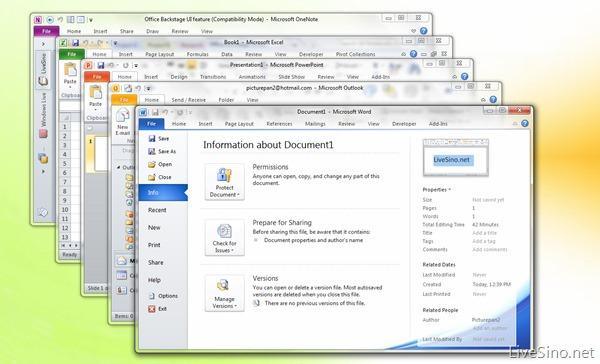 Office Backstage UI feature (Compatibility Mode) - Microsoft OneNote
File
Home
Insert
Share
Draw
Review
View
LiveSino
Windows Live
Book1 - Microsoft Excel
File
Home
Insert
Page Layout
Formulas
Data
Review
View
Developer
Pivot Collections
Paste
Clipboard
Presentation1 - Microsoft PowerPoint
File
Home
Insert
Design
Transitions
Animations
Slide Show
Review
View
Add-Ins
Paste
Clipboard
1
Slide 1 of
picturepan2@hotmail.com - Microsoft Outlook
File
Home
Send / Receive
Folder
View
New
E-mail
Items: 0
Document1 - Microsoft Word
File
Home
Insert
Page Layout
References
Mailings
Review
View
Developer
Add-Ins
Save
Save As
Open
Close
Info
Recent
New
Print
Share
Help
Options
Exit
Information about Document1
Protect
Document
Permissions
Anyone can open, copy, and change any part of this
document.
Check for
Issues
Prepare for Sharing
Before sharing this file, be aware that it contains:
Document properties and author's name
Manage
Versions
Versions
You can open or delete a version of this file. Most autosaved
versions are deleted when you close this file.
There are no previous versions of this file.
LiveSino.net
Properties
Size Not saved yet
Pages 1
Words 1
Total Editing Time 42 Minutes
Title Add a title
Tags Add a tag
Comments Add comments
Related Dates
Last Modified Never
Created Today, 12:39 PM
Last Printed Never
Related People
Author Picturepan2
Add an author
Last Modified By Not saved yet
LiveSino.net